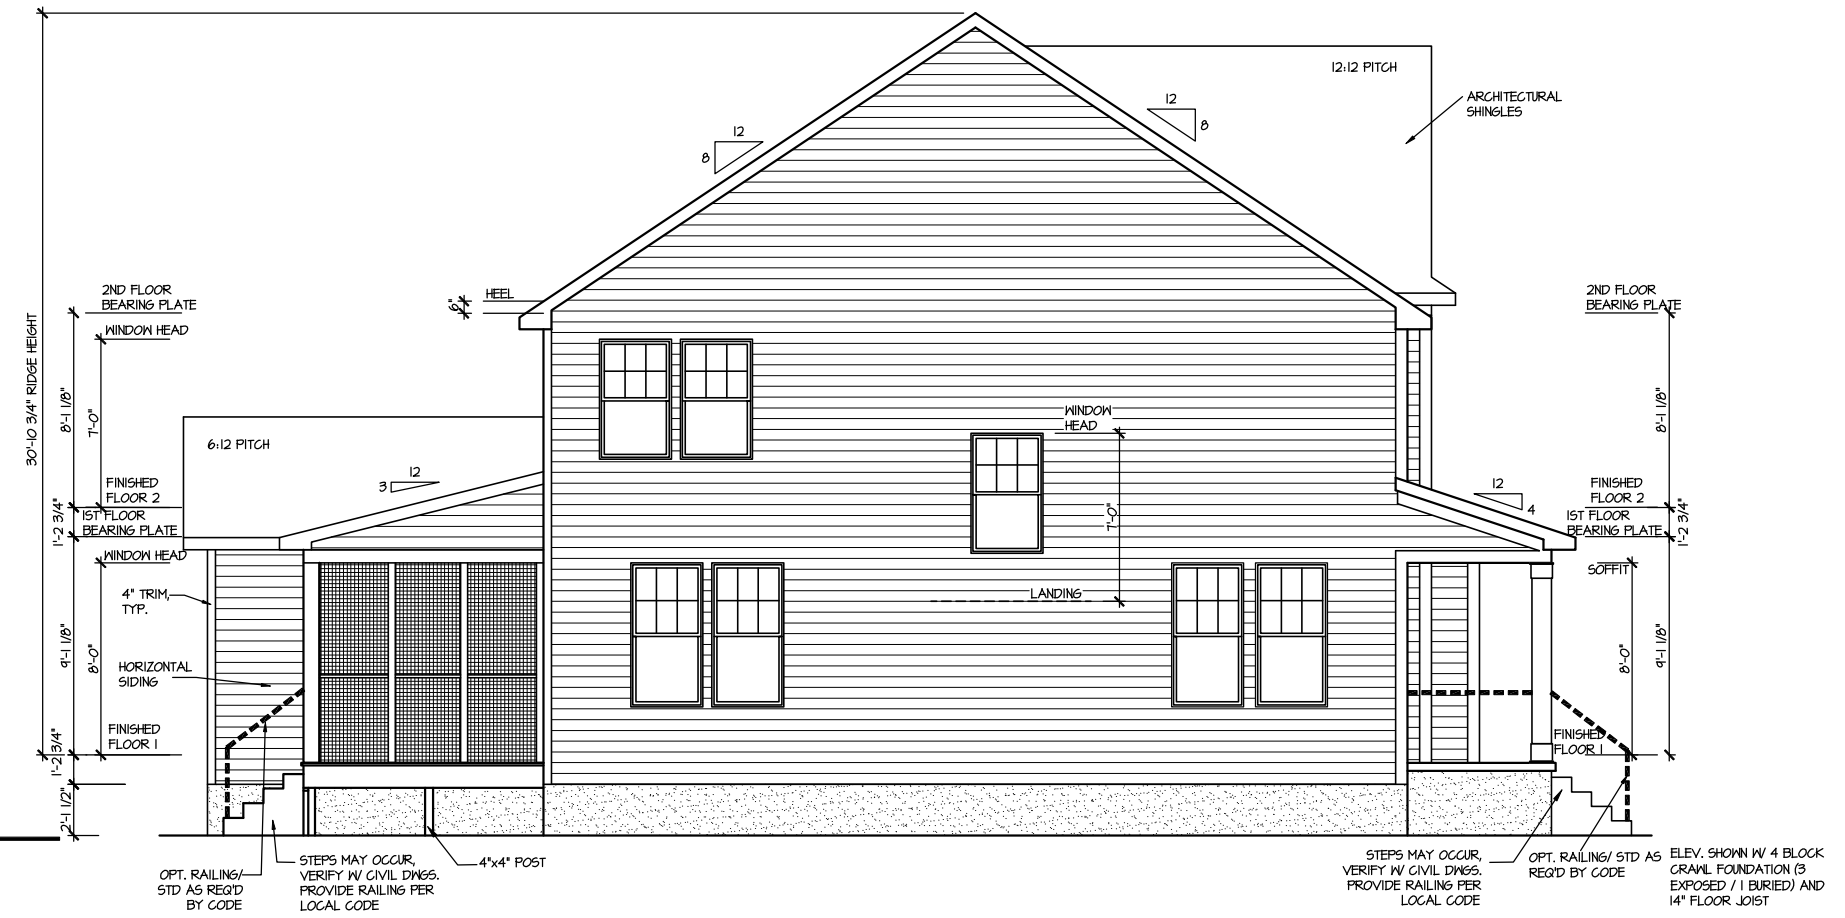 12:12 PITCH
ARCHITECTURAL
SHINGLES
12
8
12
8
2ND FLOOR
BEARING PLATE
WINDOW HEAD
HEEL
6"
30'-10 3/4" RIDGE HEIGHT
8'-1 1/8"
7'-0"
6:12 PITCH
12
3
FINISHED
FLOOR 2
1'-2 3/4"
1ST FLOOR
BEARING PLATE
WINDOW HEAD
4" TRIM,
TYP.
9'-1 1/8"
8'-0"
HORIZONTAL
SIDING
FINISHED
FLOOR 1
1'-2 3/4"
2'-1 1/2"
WINDOW
HEAD
7'-0"
LANDING
2ND FLOOR
BEARING PLATE
8'-1 1/8"
12
4
FINISHED
FLOOR 2
1ST FLOOR
BEARING PLATE
1'-2 3/4"
SOFFIT
8'-0"
9'-1 1/8"
FINISHED
FLOOR 1
OPT. RAILING/
STD AS REQ'D
BY CODE
STEPS MAY OCCUR,
VERIFY W/ CIVIL DWGS.
PROVIDE RAILING PER
LOCAL CODE
4"x4" POST
STEPS MAY OCCUR,
VERIFY W/ CIVIL DWGS.
PROVIDE RAILING PER
LOCAL CODE
OPT. RAILING/ STD AS
REQ'D BY CODE
ELEV. SHOWN W/ 4 BLOCK
CRAWL FOUNDATION (3
EXPOSED / 1 BURIED) AND
14" FLOOR JOIST